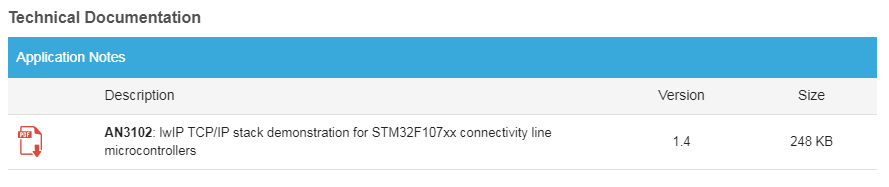 Technical Documentation
Application Notes
Description Version Size
PDF
AN3102: lwIP TCP/IP stack demonstration for STM32F107xx connectivity line
microcontrollers
1.4 248 KB